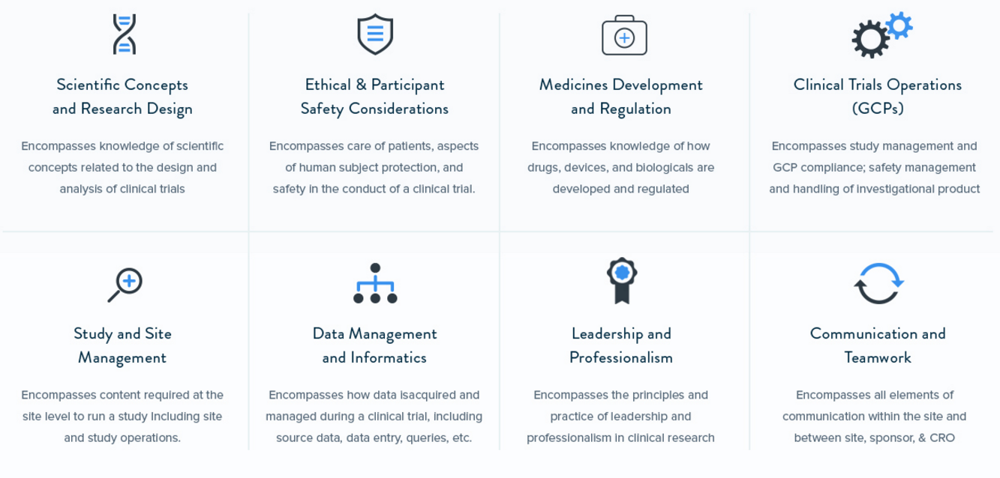 Scientific Concepts
and Research Design
Encompasses knowledge of scientific
concepts related to the design and
analysis of clinical trials
Ethical & Participant
Safety Considerations
Encompasses care of patients, aspects
of human subject protection, and
safety in the conduct of a clinical trial.
Medicines Development
and Regulation
Encompasses knowledge of how
drugs, devices, and biologicals are
developed and regulated
Clinical Trials Operations
(GCPs)
Encompasses study management and
GCP compliance; safety management
and handling of investigational product
Study and Site
Management
Encompasses content required at the
site level to run a study Including site
and study operations.
Data Management
and Informatics
Encompasses how data isacquired and
managed during a clinical trial, including
source data, data entry, queries, etc.
Leadership and
Professionalism
Encompasses the principles and
practice of leadership and
professionalism in clinical research
Communication and
Teamwork
Encompasses all elements of
communication within the site and
between site, sponsor, & CRO